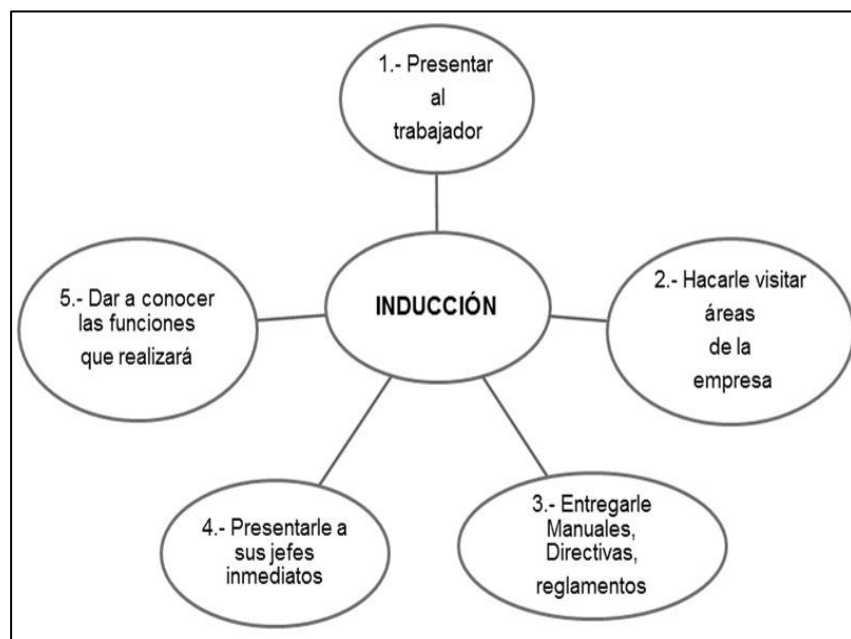 1.- Presentar
al
trabajador
INDUCCIÓN
2.- Hacarle visitar
áreas
de la
empresa
3.- Entregarle
Manuales,
Directivas,
reglamentos
4.- Presentarle a
sus jefes
inmediatos
5.- Dar a conocer
las funciones
que realizará